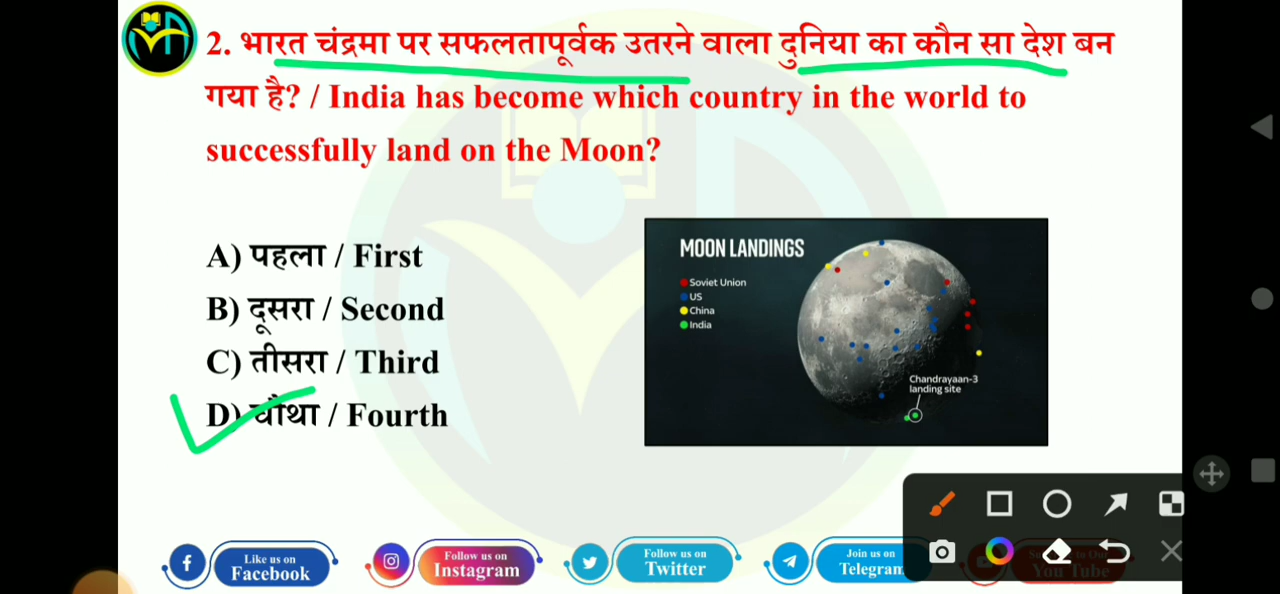 2. भारत चंद्रमा पर सफलतापूर्वक उतरने वाला दुनिया का कौन सा देश बन
गया है? / India has become which country in the world to
successfully land on the Moon?
A) पहला / First
B) दूसरा / Second
C) तीसरा / Third
D) चौथा / Fourth
MOON LANDINGS
Soviet Union
US
China
India
Chandrayaan-3
landing site
Like us on
Facebook
Follow us on
Instagram
Follow us on
Twitter
Join us on
Telegram
You Tube